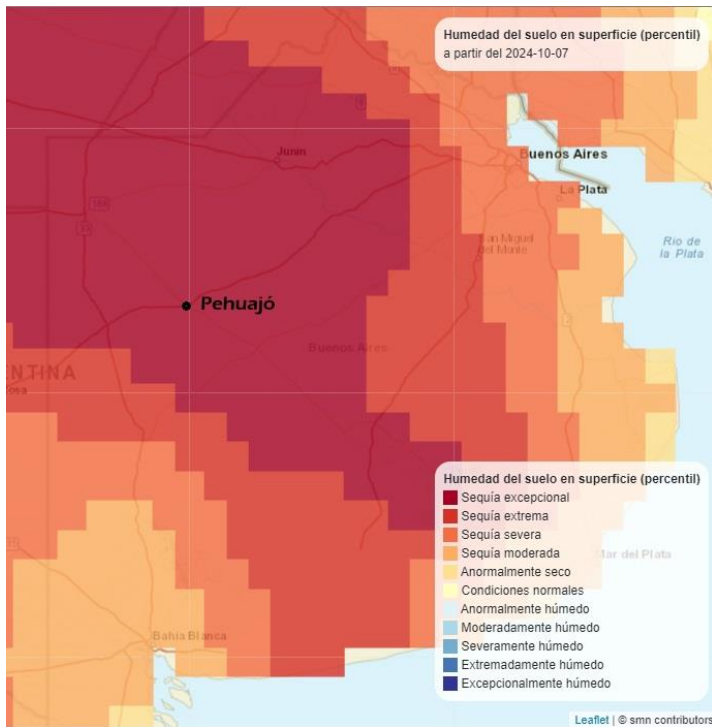 Humedad del suelo en superficie (percentil)
a partir del 2024-10-07
Junín
Buenos Aires
La Plata
San Miguel
del Monte
Río de
la Plata
Pehuajó
Buenos Aires
ENTINA
osa
2
Humedad del suelo en superficie (percentil)
Sequía excepcional
Sequía extrema
Sequía severa
Sequía moderada
Anormalmente seco
Condiciones normales
Anormalmente húmedo
Moderadamente húmedo
Severamente húmedo
Extremadamente húmedo
Excepcionalmente húmedo
Mar del Plata
Bahía Blanca
Leaflet | © smn contributors